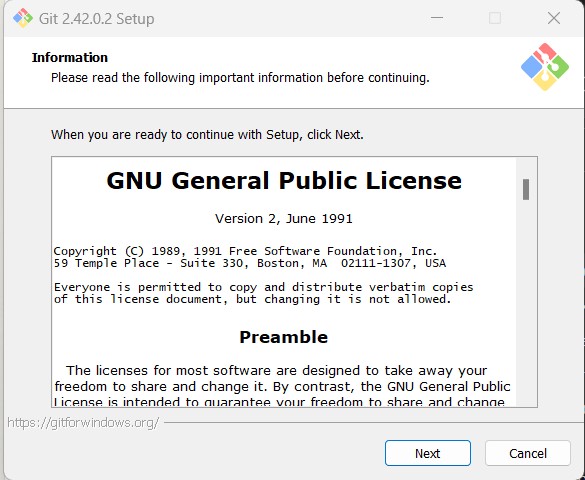 Git 2.42.0.2 Setup
Information
Please read the following important information before continuing.
When you are ready to continue with Setup, click Next.
GNU General Public License
Version 2, June 1991
Copyright (C) 1989, 1991 Free Software Foundation, Inc.
59 Temple Place - Suite 330, Boston, MA  02111-1307, USA
Everyone is permitted to copy and distribute verbatim copies
of this license document, but changing it is not allowed.
Preamble
The licenses for most software are designed to take away your
freedom to share and change it. By contrast, the GNU General Public
License is intended to guarantee your freedom to share and change
https://gitforwindows.org/
Next
Cancel